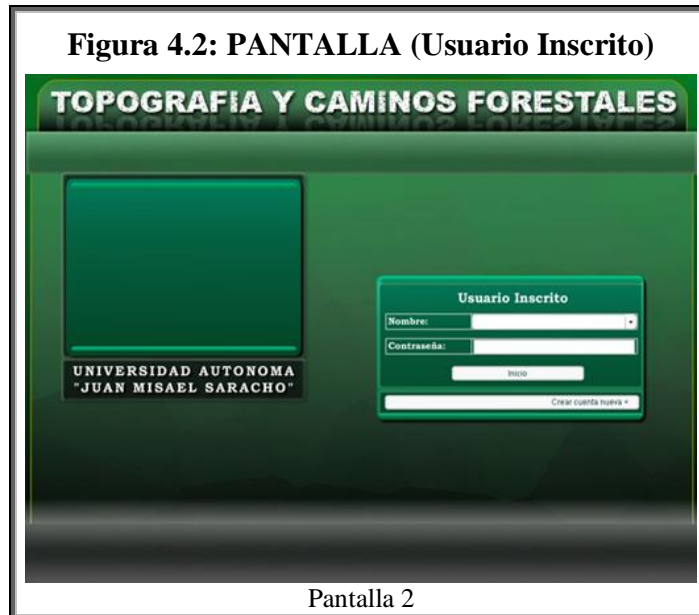 Figura 4.2: PANTALLA (Usuario Inscrito)
TOPOGRAFIA Y CAMINOS FORESTALES
UNIVERSIDAD AUTONOMA
"JUAN MISAEL SARACHO"
Usuario Inscrito
Nombre:
Contraseña:
Inicio
Crear cuenta nueva +
Pantalla 2